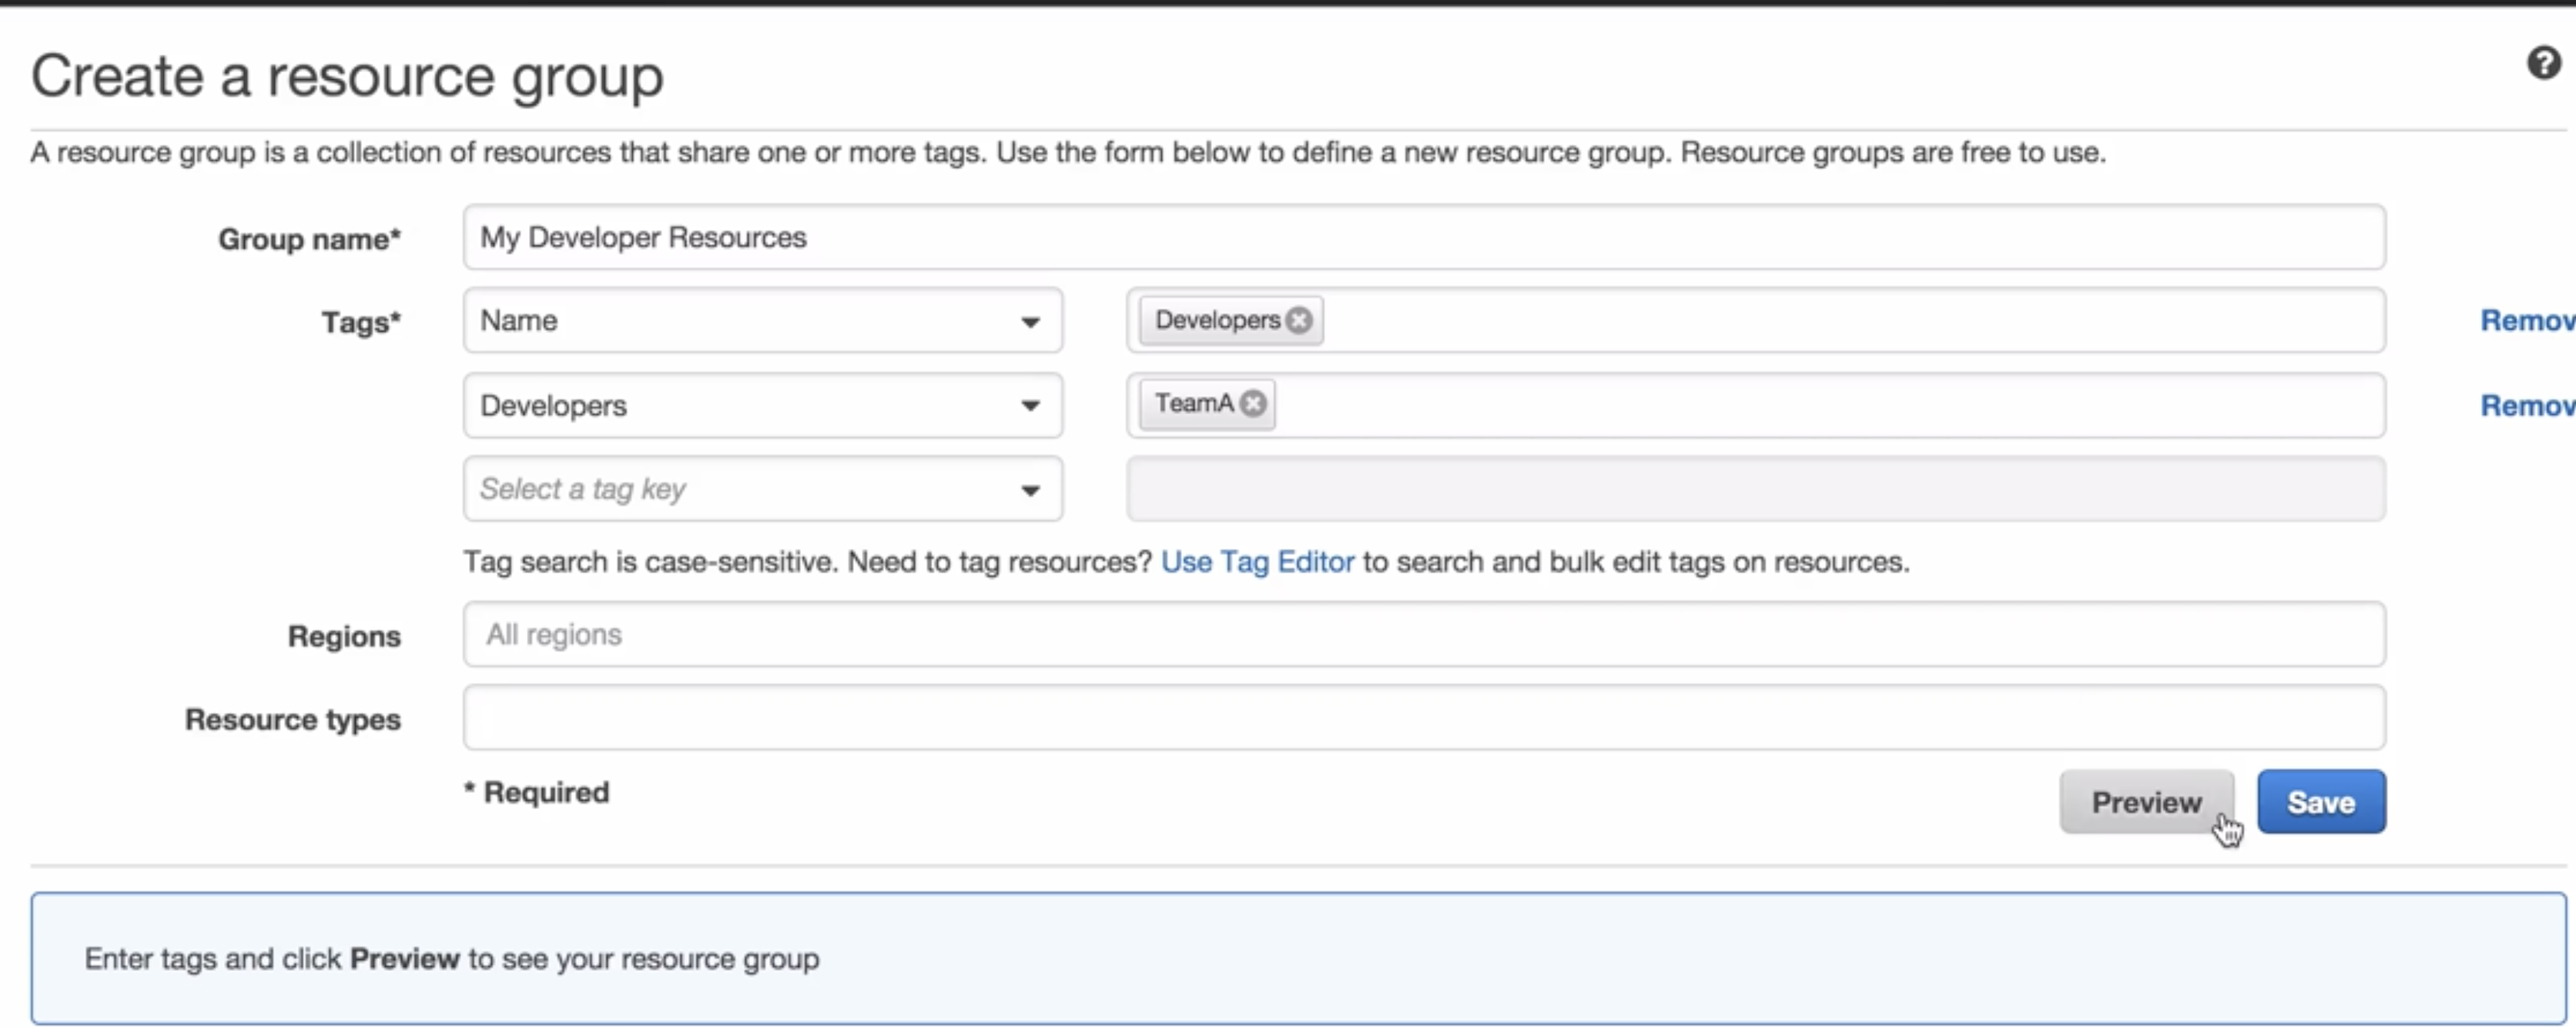 Create a resource group
?
A resource group is a collection of resources that share one or more tags. Use the form below to define a new resource group. Resource groups are free to use.
Group name* My Developer Resources
Tags* Name Developers Remov
Developers TeamA Remov
Select a tag key
Tag search is case-sensitive. Need to tag resources? Use Tag Editor to search and bulk edit tags on resources.
Regions All regions
Resource types
* Required Preview Save
Enter tags and click Preview to see your resource group